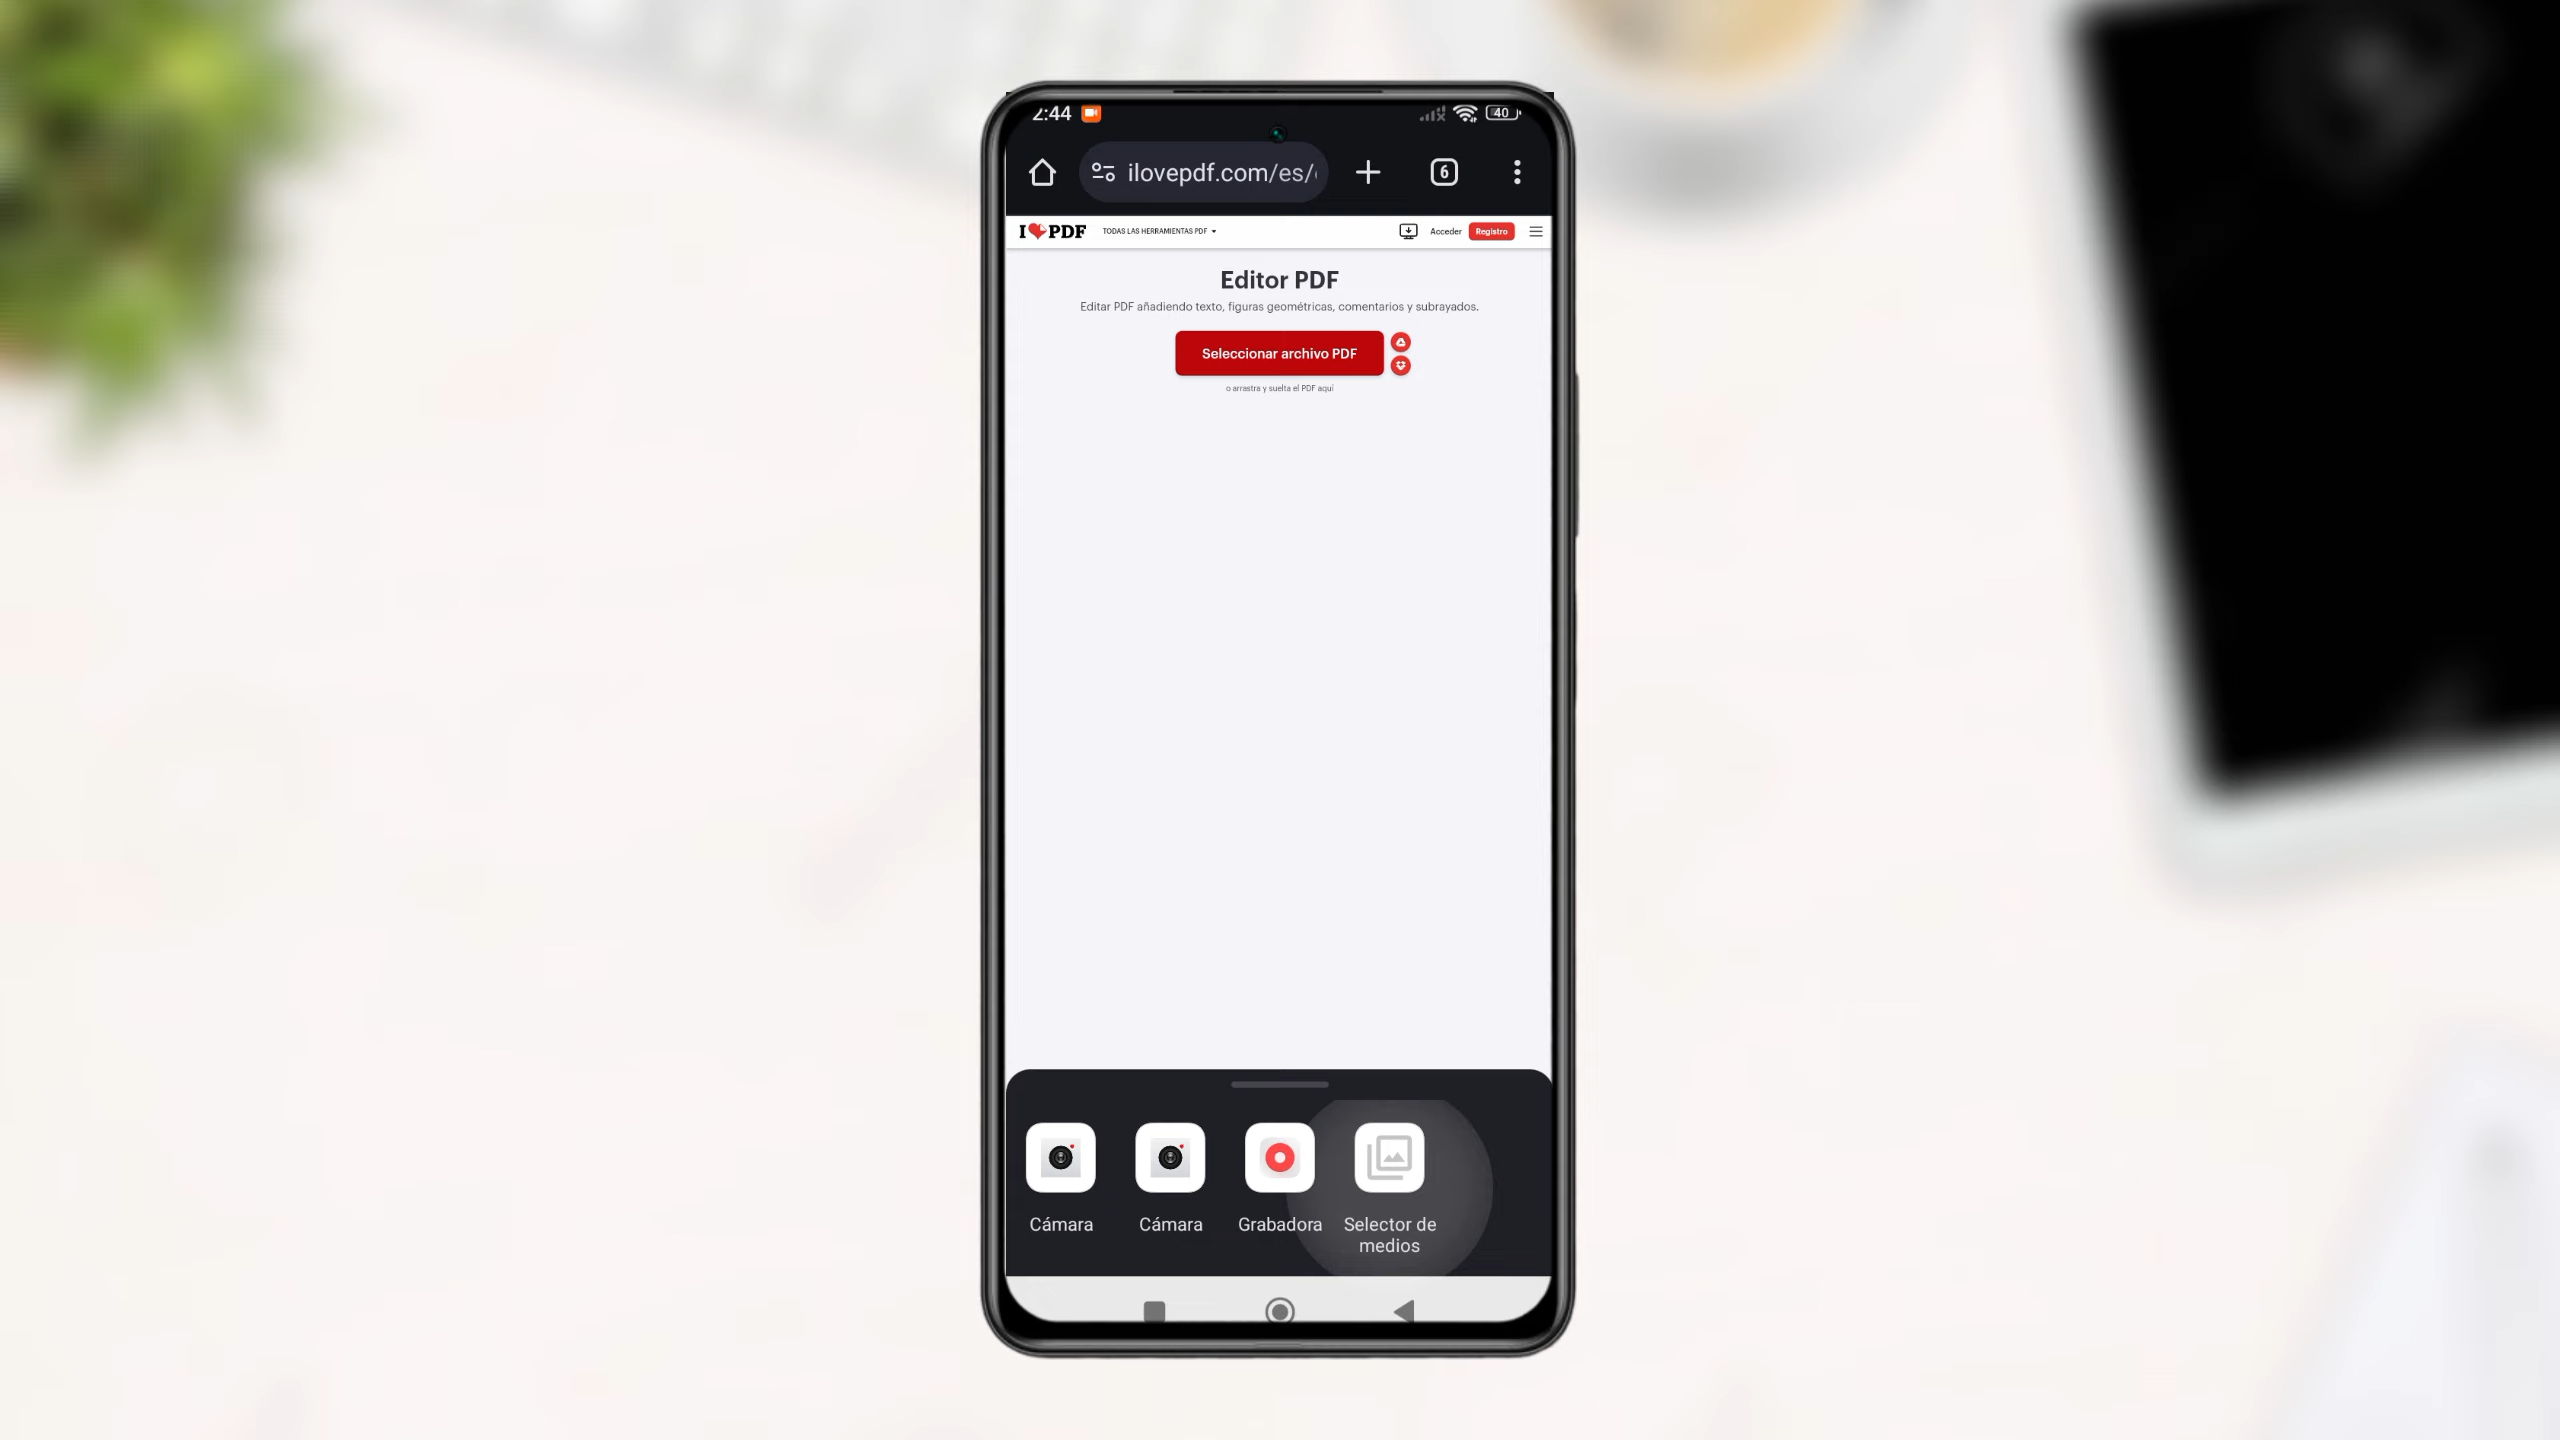 2:44
40
ilovepdf.com/es/
6
I PDF
TODAS LAS HERRAMIENTAS PDF
Acceder
Registro
Editor PDF
Editar PDF añadiendo texto, figuras geométricas, comentarios y subrayados.
Seleccionar archivo PDF
o arrastra y suelta el PDF aquí
Cámara
Cámara
Grabadora
Selector de
medios